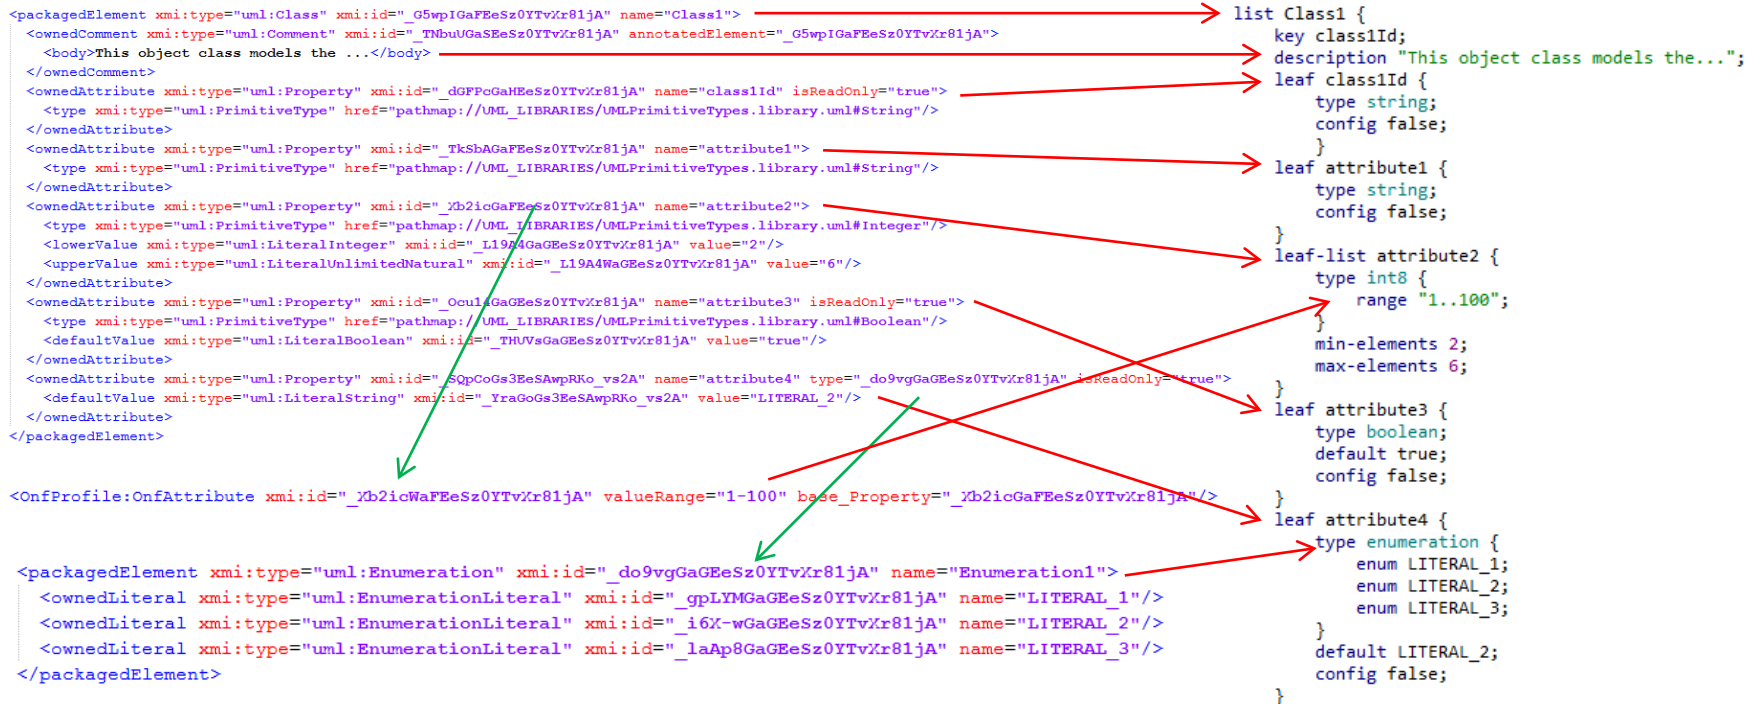 <packagedElement xmi:type="uml:Class" xmi:id="_G5wpIGaFEeSz0YTvXr81jA" name="Class1">
<ownedComment xmi:type="uml:Comment" xmi:id="_TNbuUGaSEeSz0YTvXr81jA" annotatedElement="_G5wpIGaFEeSz0YTvXr81jA">
<body>This object class models the ...</body>
</ownedComment>
<ownedAttribute xmi:type="uml:Property" xmi:id="_dGFPcGaHEeSz0YTvXr81jA" name="class1Id" isReadOnly="true">
<type xmi:type="uml:PrimitiveType" href="pathmap://UML_LIBRARIES/UMLPrimitiveTypes.library.uml#String"/>
</ownedAttribute>
<ownedAttribute xmi:type="uml:Property" xmi:id="_TkSbAGaFEeSz0YTvXr81jA" name="attribute1">
<type xmi:type="uml:PrimitiveType" href="pathmap://UML_LIBRARIES/UMLPrimitiveTypes.library.uml#String"/>
</ownedAttribute>
<ownedAttribute xmi:type="uml:Property" xmi:id="_Xb2icGaFEeSz0YTvXr81jA" name="attribute2">
<type xmi:type="uml:PrimitiveType" href="pathmap://UML_LIBRARIES/UMLPrimitiveTypes.library.uml#Integer"/>
<lowerValue xmi:type="uml:LiteralInteger" xmi:id="_L19A4GaGEeSz0YTvXr81jA" value="2"/>
<upperValue xmi:type="uml:LiteralUnlimitedNatural" xmi:id="_L19A4WaGEeSz0YTvXr81jA" value="6"/>
</ownedAttribute>
<ownedAttribute xmi:type="uml:Property" xmi:id="_Ocu14GaGEeSz0YTvXr81jA" name="attribute3" isReadOnly="true">
<type xmi:type="uml:PrimitiveType" href="pathmap://UML_LIBRARIES/UMLPrimitiveTypes.library.uml#Boolean"/>
<defaultValue xmi:type="uml:LiteralBoolean" xmi:id="_THUVsGaGEeSz0YTvXr81jA" value="true"/>
</ownedAttribute>
<ownedAttribute xmi:type="uml:Property" xmi:id="_SQpCoGs3EeSAwpRKo_vs2A" name="attribute4" type="_do9vgGaGEeSz0YTvXr81jA" isReadOnly="true">
<defaultValue xmi:type="uml:LiteralString" xmi:id="_YraGoGs3EeSAwpRKo_vs2A" value="LITERAL_2"/>
</ownedAttribute>
</packagedElement>
<OnfProfile:OnfAttribute xmi:id="_Xb2icWaFEeSz0YTvXr81jA" valueRange="1-100" base_Property="_Xb2icGaFEeSz0YTvXr81jA"/>
<packagedElement xmi:type="uml:Enumeration" xmi:id="_do9vgGaGEeSz0YTvXr81jA" name="Enumeration1">
<ownedLiteral xmi:type="uml:EnumerationLiteral" xmi:id="_gpLYMGaGEeSz0YTvXr81jA" name="LITERAL_1"/>
<ownedLiteral xmi:type="uml:EnumerationLiteral" xmi:id="_i6X-wGaGEeSz0YTvXr81jA" name="LITERAL_2"/>
<ownedLiteral xmi:type="uml:EnumerationLiteral" xmi:id="_laAp8GaGEeSz0YTvXr81jA" name="LITERAL_3"/>
</packagedElement>
list Class1 {
key class1Id;
description "This object class models the...";
leaf class1Id {
type string;
config false;
}
leaf attribute1 {
type string;
config false;
}
leaf-list attribute2 {
type int8 {
range "1..100";
}
min-elements 2;
max-elements 6;
}
leaf attribute3 {
type boolean;
default true;
config false;
}
leaf attribute4 {
type enumeration {
enum LITERAL_1;
enum LITERAL_2;
enum LITERAL_3;
}
default LITERAL_2;
config false;
}